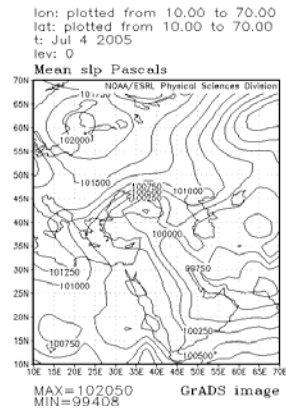 lon: plotted from 10.00 to 70.00
lat: plotted from 10.00 to 70.00
t: Jul 4 2005
lev: 0
Mean slp Pascals
NOAA/ESRL Physical Sciences Division
70N
65N
60N
55N
50N
45N
40N
35N
30N
25N
20N
15N
10N
102000
101500
100750
101000
100000
101250
101000
99750
100750
100250
100500
10E 15E 20E 25E 30E 35E 40E 45E 50E 55E 60E 65E 70E
MAX=102050
MIN=99408
GrADS image